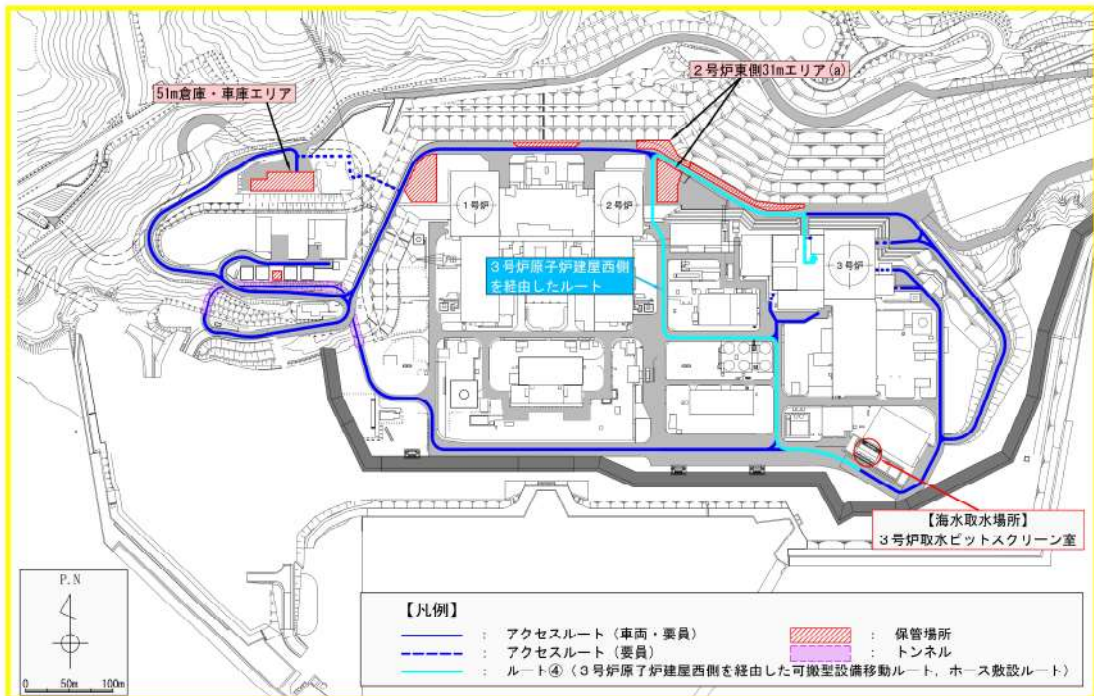 ２号炉東側31mエリア(a)
51m倉庫・車庫エリア
１号炉
２号炉
３号炉
３号炉原子炉建屋西側
を経由したルート
【海水取水場所】
３号炉取水ピットスクリーン室
P.N
0 50m 100m
【凡例】
： アクセスルート（車両・要員）
： アクセスルート（要員）
： ルート④（３号炉原子炉建屋西側を経由した可搬型設備移動ルート，ホース敷設ルート）
： 保管場所
： トンネル